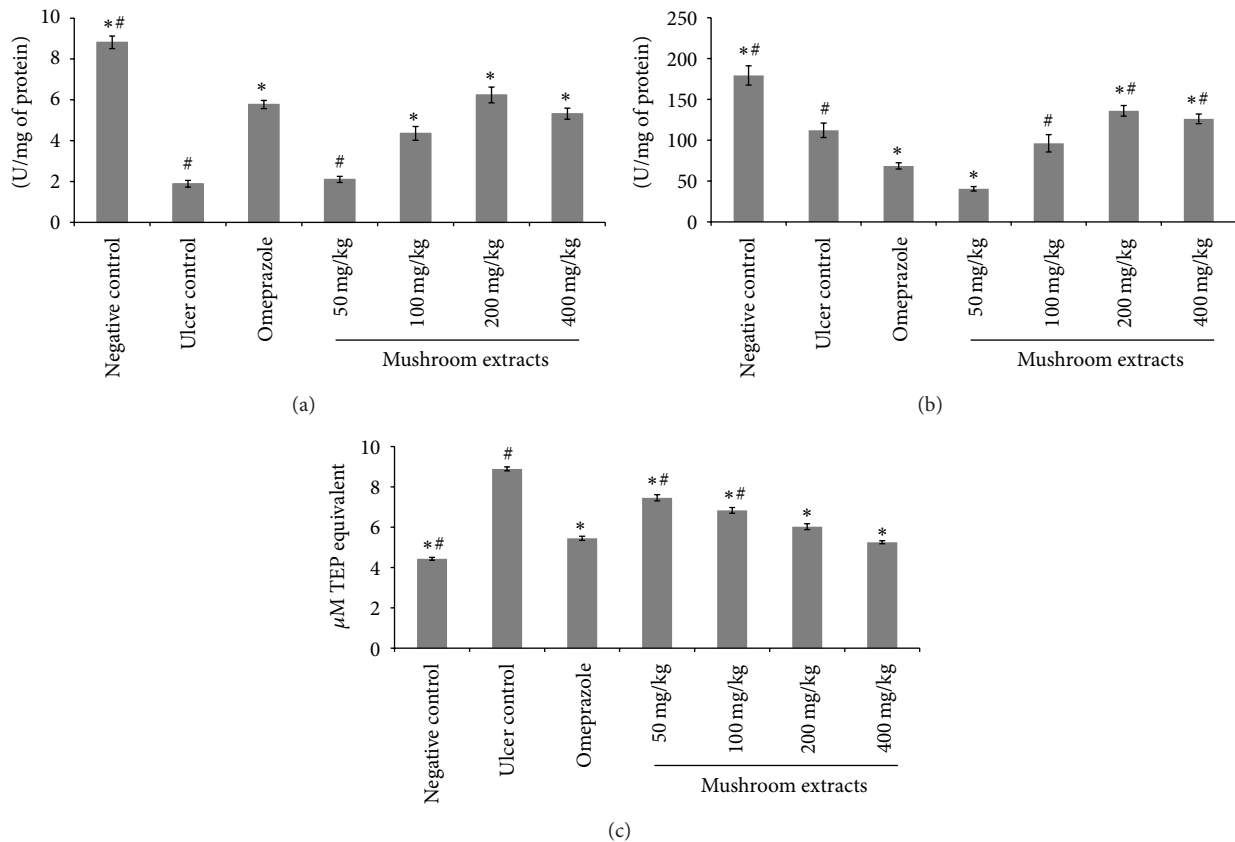 (U/mg of protein)
10
8
6
4
2
0
*#
#
*
#
*
*
*
Negative control
Ulcer control
Omeprazole
50 mg/kg
100 mg/kg
200 mg/kg
400 mg/kg
Mushroom extracts
(a)
(U/mg of protein)
250
200
150
100
50
0
*#
#
*
*
#
*#
*#
Negative control
Ulcer control
Omeprazole
50 mg/kg
100 mg/kg
200 mg/kg
400 mg/kg
Mushroom extracts
(b)
μM TEP equivalent
10
8
6
4
2
0
*#
#
*
*#
*#
*
*
Negative control
Ulcer control
Omeprazole
50 mg/kg
100 mg/kg
200 mg/kg
400 mg/kg
Mushroom extracts
(c)